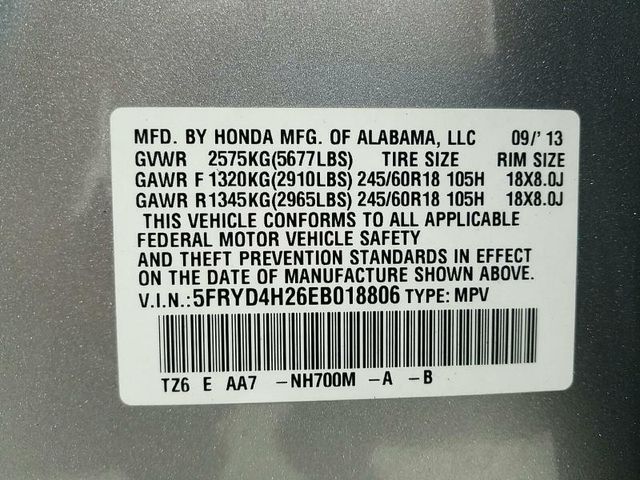 MFD. BY HONDA MFG. OF ALABAMA, LLC 09/' 13
GVWR 2575KG(5677LBS) TIRE SIZE RIM SIZE
GAWR F 1320KG(2910LBS) 245/60R18 105H 18X8.0J
GAWR R 1345KG(2965LBS) 245/60R18 105H 18X8.0J
THIS VEHICLE CONFORMS TO ALL APPLICABLE
FEDERAL MOTOR VEHICLE SAFETY
AND THEFT PREVENTION STANDARDS IN EFFECT
ON THE DATE OF MANUFACTURE SHOWN ABOVE.
V.I.N.:5FRYD4H26EB018806 TYPE: MPV
TZ6 E AA7 -NH700M -A -B